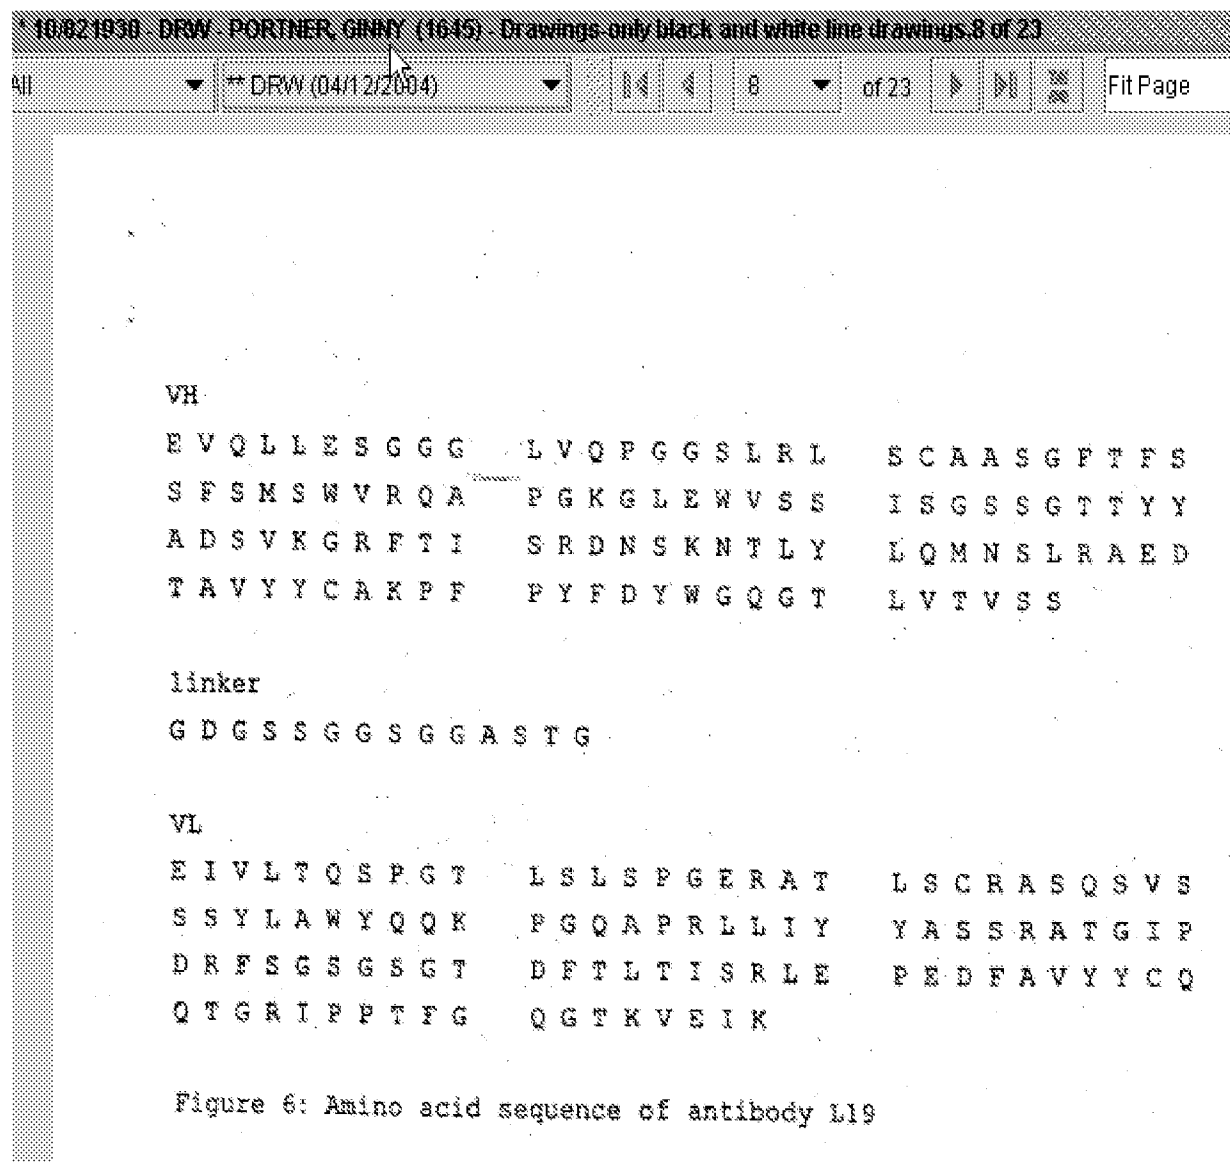 * 10/821930 - DRW - PORTNER, GINNY (1645) - Drawings-only black and white line drawings.8 of 23
All ** DRW (04/12/2004) 8 of 23 Fit Page
VH
E V Q L L E S G G G L V Q P G G S L R L S C A A S G F T F S
S F S M S W V R Q A P G K G L E W V S S I S G S S G T T Y Y
A D S V K G R F T I S R D N S K N T L Y L Q M N S L R A E D
T A V Y Y C A K P F P Y F D Y W G Q G T L V T V S S
linker
G D G S S G G S G G A S T G
VL
E I V L T Q S P G T L S L S P G E R A T L S C R A S Q S V S
S S Y L A W Y Q Q K P G Q A P R L L I Y Y A S S R A T G I P
D R F S G S G S G T D F T L T I S R L E P E D F A V Y Y C Q
Q T G R I P P T F G Q G T K V E I K
Figure 6: Amino acid sequence of antibody L19